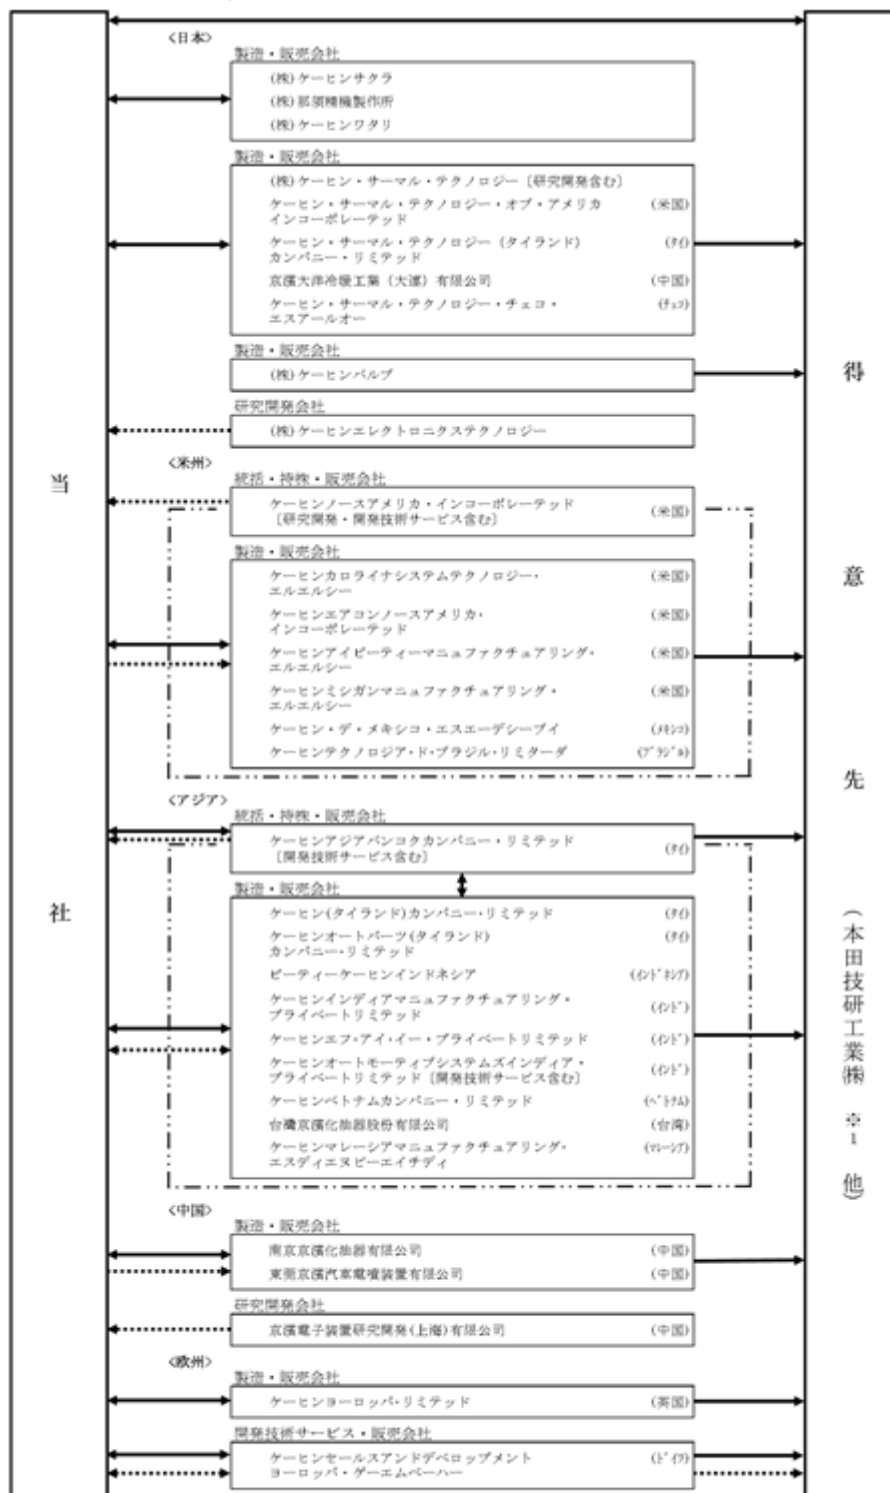 <日本>
製造・販売会社
(株)ケーヒンサクラ
(株)那須精機製作所
(株)ケーヒンワタリ
製造・販売会社
(株)ケーヒン・サーマル・テクノロジー〔研究開発含む〕
ケーヒン・サーマル・テクノロジー・オブ・アメリカ (米国)
インコーポレーテッド
ケーヒン・サーマル・テクノロジー(タイランド) (タイ)
カンパニー・リミテッド
京濱大洋冷暖工業(大連)有限公司 (中国)
ケーヒン・サーマル・テクノロジー・チェコ・ (チェコ)
エスアールオー
製造・販売会社
(株)ケーヒンバルブ
研究開発会社
(株)ケーヒンエレクトロニクステクノロジー
<米州>
統括・持株・販売会社
ケーヒンノースアメリカ・インコーポレーテッド (米国)
〔研究開発・開発技術サービス含む〕
製造・販売会社
ケーヒンカロライナシステムテクノロジー・ (米国)
エルエルシー
ケーヒンエアコンノースアメリカ・ (米国)
インコーポレーテッド
ケーヒンアイピーティーマニュファクチュアリング・ (米国)
エルエルシー
ケーヒンミシガンマニュファクチュアリング・ (米国)
エルエルシー
ケーヒン・デ・メキシコ・エスエーデシーブイ (メキシコ)
ケーヒンテクノロジア・ド・ブラジル・リミターダ (ブラジル)
<アジア>
統括・持株・販売会社
ケーヒンアジアバンコクカンパニー・リミテッド (タイ)
〔開発技術サービス含む〕
製造・販売会社
ケーヒン(タイランド)カンパニー・リミテッド (タイ)
ケーヒンオートパーツ(タイランド) (タイ)
カンパニー・リミテッド
ピーティーケーヒンインドネシア (インドネシア)
ケーヒンインディアマニュファクチュアリング・ (インド)
プライベートリミテッド
ケーヒンエフ・アイ・イー・プライベートリミテッド (インド)
ケーヒンオートモーティブシステムズインディア・ (インド)
プライベートリミテッド〔開発技術サービス含む〕
ケーヒンベトナムカンパニー・リミテッド (ベトナム)
台灣京濱化油器股份有限公司 (台湾)
ケーヒンマレーシアマニュファクチュアリング・ (マレーシア)
エスディエヌビーエイチディ
<中国>
製造・販売会社
南京京濱化油器有限公司 (中国)
東莞京濱汽車電噴装置有限公司 (中国)
研究開発会社
京濱電子装置研究開発(上海)有限公司 (中国)
<欧州>
製造・販売会社
ケーヒンヨーロッパ・リミテッド (英国)
開発技術サービス・販売会社
ケーヒンセールスアンドデベロップメント (ドイツ)
ヨーロッパ・ゲーエムベーハー
当社
得意先(本田技研工業㈱ ※1 他)